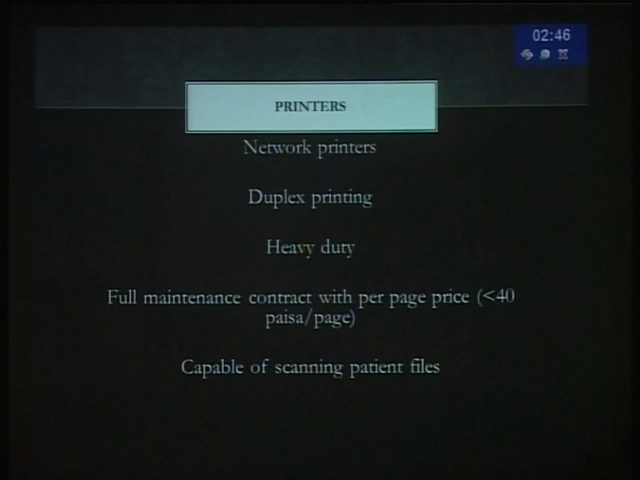 02:46
PRINTERS
Network printers
Duplex printing
Heavy duty
Full maintenance contract with per page price (<40
paisa/page)
Capable of scanning patient files